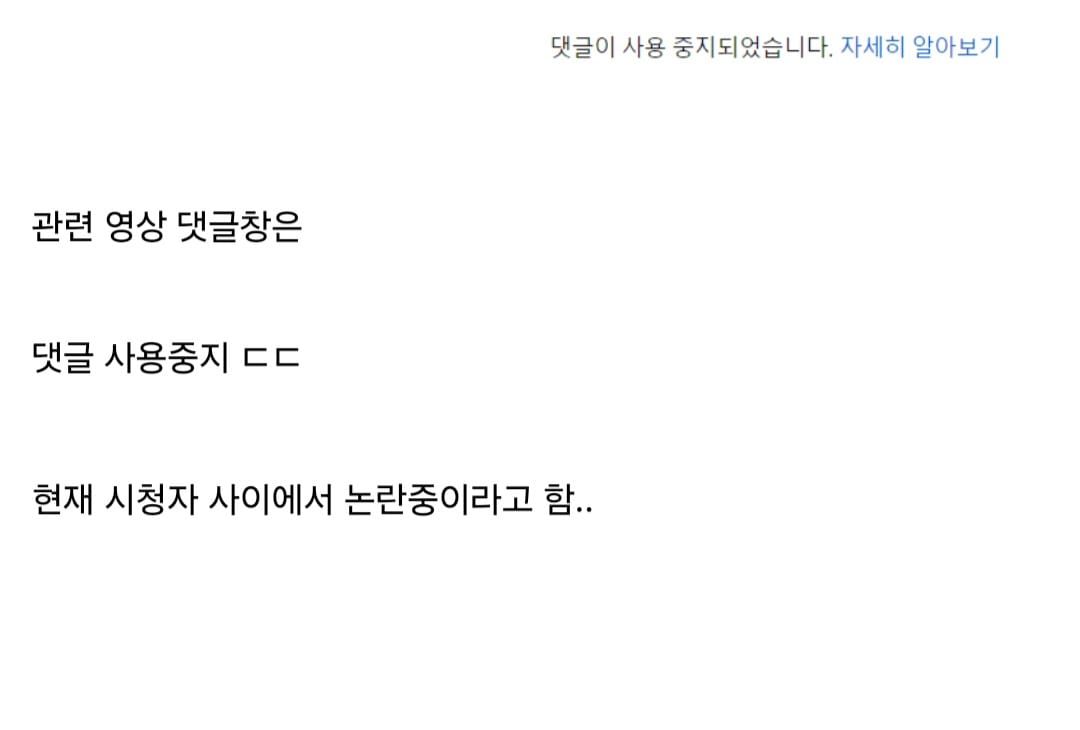 댓글이 사용 중지되었습니다. 자세히 알아보기
관련 영상 댓글창은
댓글 사용중지 ㄷㄷ
현재 시청자 사이에서 논란중이라고 함..